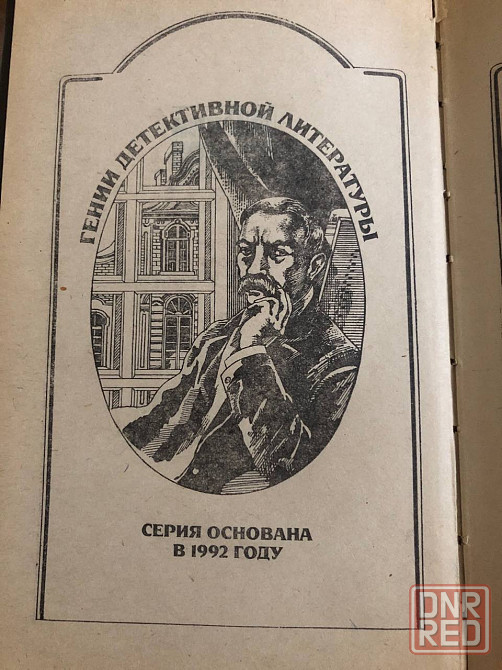 ГЕНИИ ДЕТЕКТИВНОЙ ЛИТЕРАТУРЫ
СЕРИЯ ОСНОВАНА
В 1992 ГОДУ
DNR
RED